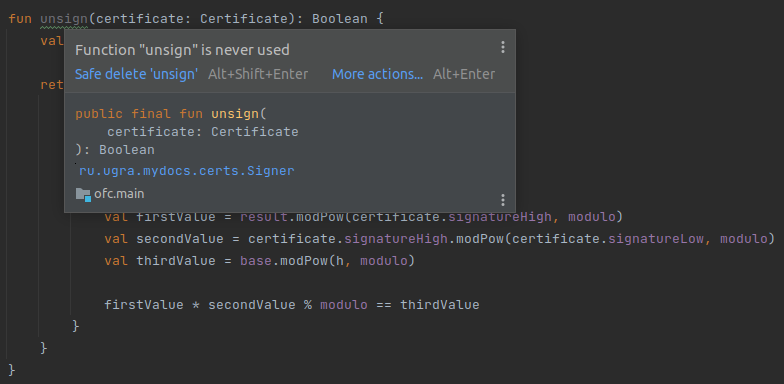 fun unsign(certificate: Certificate): Boolean {
val
Function "unsign" is never used
Safe delete 'unsign' Alt+Shift+Enter More actions... Alt+Enter
ret
public final fun unsign(
certificate: Certificate
): Boolean
ru.ugra.mydocs.certs.Signer
ofc.main
val firstValue = result.modPow(certificate.signatureHigh, modulo)
val secondValue = certificate.signatureHigh.modPow(certificate.signatureLow, modulo)
val thirdValue = base.modPow(h, modulo)
firstValue * secondValue % modulo == thirdValue
}
}
}